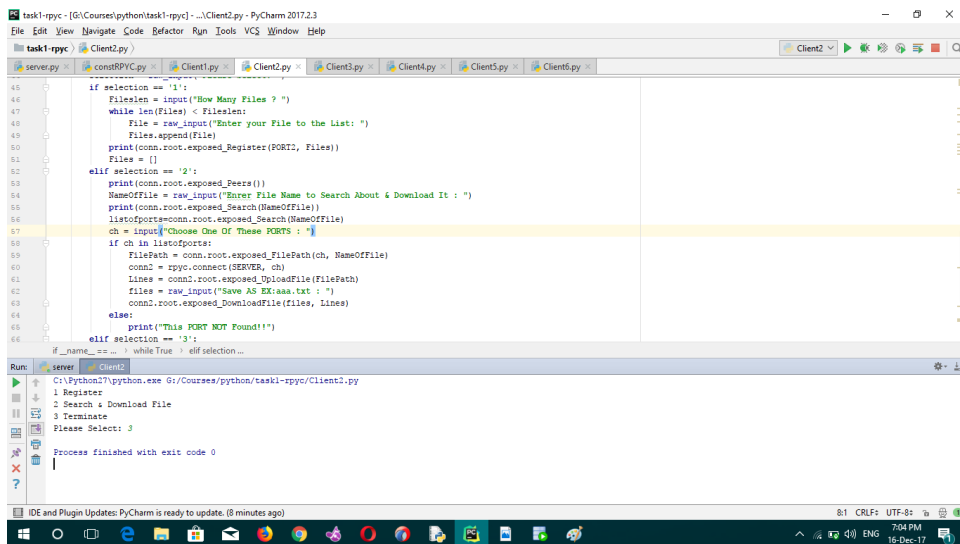 task1-rpyc - [G:\Courses\python\task1-rpyc] - ...\Client2.py - PyCharm 2017.2.3
File Edit View Navigate Code Refactor Run Tools VCS Window Help
task1-rpyc Client2.py Client2
server.py constRPYC.py Client1.py Client2.py Client3.py Client4.py Client5.py Client6.py
45 if selection == '1':
46 Fileslen = input("How Many Files ? ")
47 while len(Files) < Fileslen:
48 File = raw_input("Enter your File to the List: ")
49 Files.append(File)
50 print(conn.root.exposed_Register(PORT2, Files))
51 Files = []
52 elif selection == '2':
53 print(conn.root.exposed_Peers())
54 NameOfFile = raw_input("Enrer File Name to Search About & Download It : ")
55 print(conn.root.exposed_Search(NameOfFile))
56 listofports=conn.root.exposed_Search(NameOfFile)
57 ch = input("Choose One Of These PORTS : ")
58 if ch in listofports:
59 FilePath = conn.root.exposed_FilePath(ch, NameOfFile)
60 conn2 = rpyc.connect(SERVER, ch)
61 Lines = conn2.root.exposed_UploadFile(FilePath)
62 files = raw_input("Save AS EX:aaa.txt : ")
63 conn2.root.exposed_DownloadFile(files, Lines)
64 else:
65 print("This PORT NOT Found!!")
66 elif selection == '3':
if __name__ == ... while True elif selection ...
Run: server Client2
C:\Python27\python.exe G:/Courses/python/task1-rpyc/Client2.py
1 Register
2 Search & Download File
3 Terminate
Please Select: 3
Process finished with exit code 0
IDE and Plugin Updates: PyCharm is ready to update. (8 minutes ago) 8:1 CRLF÷ UTF-8÷
ENG 7:04 PM
16-Dec-17